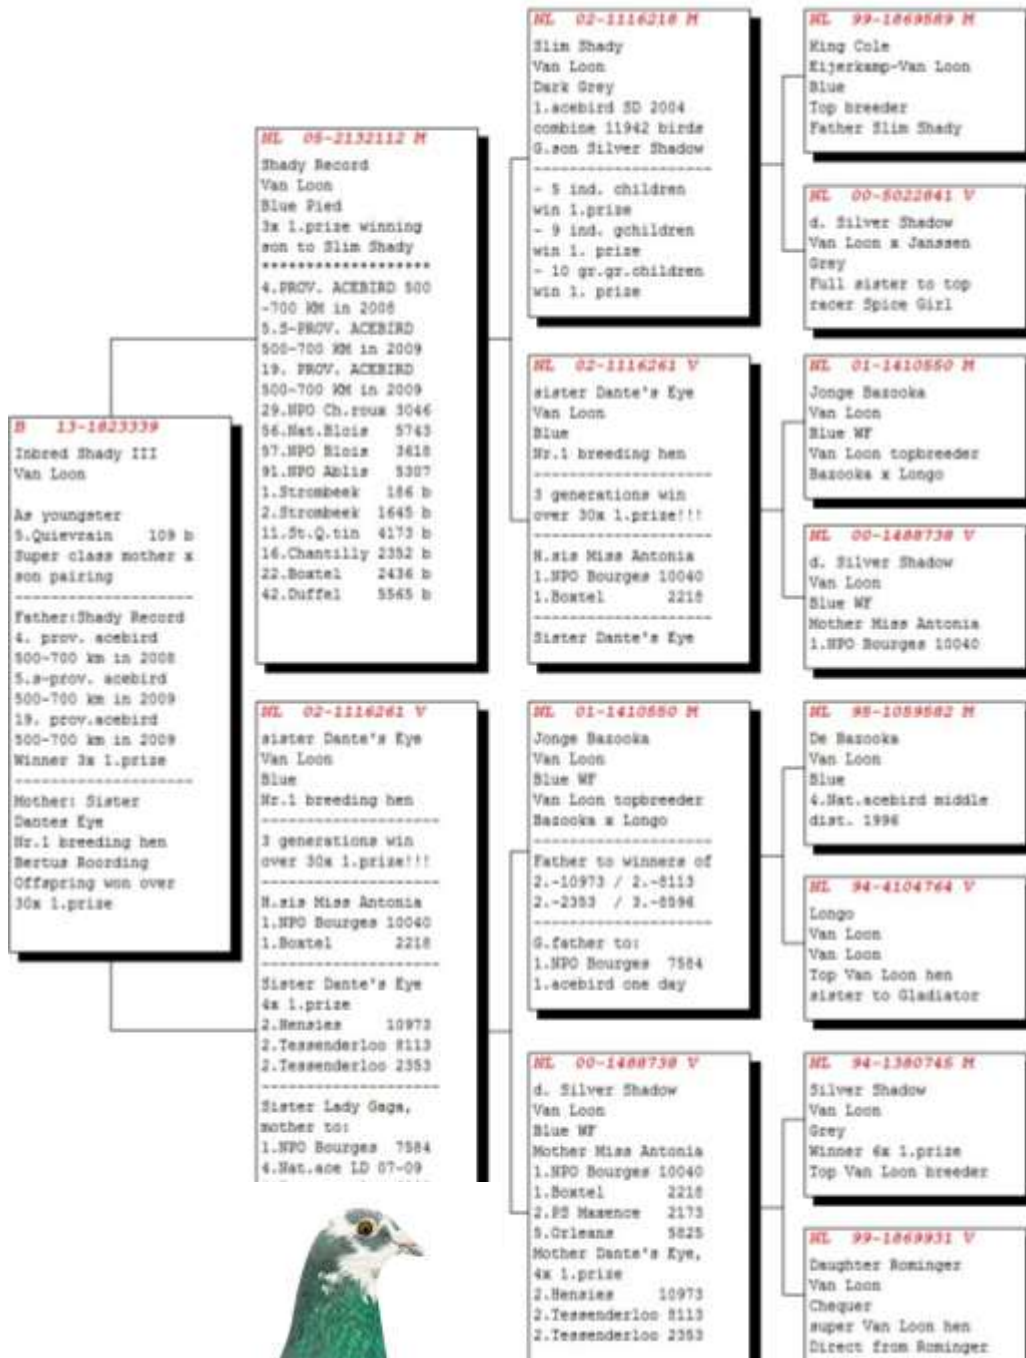 B 13-1823339
Inbred Shady III
Van Loon
As youngster
5.Quievrain 109 b
Super class mother x
son pairing
--------------------
Father:Shady Record
4. prov. acebird
500-700 km in 2008
5.s-prov. acebird
500-700 km in 2009
19. prov.acebird
500-700 km in 2009
Winner 3x 1.prize
--------------------
Mother: Sister
Dantes Eye
Nr.1 breeding hen
Bertus Roording
Offspring won over
30x 1.prize
NL 05-2132112 M
Shady Record
Van Loon
Blue Pied
3x 1.prize winning
son to Slim Shady
*******************
4.PROV. ACEBIRD 500
-700 KM in 2008
5.S-PROV. ACEBIRD
500-700 KM in 2009
19. PROV. ACEBIRD
500-700 KM in 2009
29.NPO Ch.roux 3046
56.Nat.Blois 5743
57.NPO Blois 3618
91.NPO Ablis 5307
1.Strombeek 186 b
2.Strombeek 1645 b
11.St.Q.tin 4173 b
16.Chantilly 2352 b
22.Boxtel 2436 b
42.Duffel 5565 b
NL 02-1116261 V
sister Dante's Eye
Van Loon
Blue
Nr.1 breeding hen
--------------------
3 generations win
over 30x 1.prize!!!
--------------------
H.sis Miss Antonia
1.NPO Bourges 10040
1.Boxtel 2218
--------------------
Sister Dante's Eye
4x 1.prize
2.Hensies 10973
2.Tessenderloo 8113
2.Tessenderloo 2353
--------------------
Sister Lady Gaga,
mother to:
1.NPO Bourges 7584
4.Nat.ace LD 07-09
NL 02-1116218 M
Slim Shady
Van Loon
Dark Grey
1.acebird SD 2004
combine 11942 birds
G.son Silver Shadow
--------------------
- 5 ind. children
win 1.prize
- 9 ind. gchildren
win 1. prize
- 10 gr.gr.children
win 1. prize
NL 02-1116261 V
sister Dante's Eye
Van Loon
Blue
Nr.1 breeding hen
--------------------
3 generations win
over 30x 1.prize!!!
--------------------
H.sis Miss Antonia
1.NPO Bourges 10040
1.Boxtel 2218
--------------------
Sister Dante's Eye
NL 01-1410550 M
Jonge Bazooka
Van Loon
Blue WF
Van Loon topbreeder
Bazooka x Longo
--------------------
Father to winners of
2.-10973 / 2.-8113
2.-2353 / 3.-8596
--------------------
G.father to:
1.NPO Bourges 7584
1.acebird one day
NL 00-1488738 V
d. Silver Shadow
Van Loon
Blue WF
Mother Miss Antonia
1.NPO Bourges 10040
1.Boxtel 2218
2.PS Maxence 2173
5.Orleans 5825
Mother Dante's Eye,
4x 1.prize
2.Hensies 10973
2.Tessenderloo 8113
2.Tessenderloo 2353
NL 99-1869589 M
King Cole
Eijerkamp-Van Loon
Blue
Top breeder
Father Slim Shady
NL 00-5022841 V
d. Silver Shadow
Van Loon x Janssen
Grey
Full sister to top
racer Spice Girl
NL 01-1410550 M
Jonge Bazooka
Van Loon
Blue WF
Van Loon topbreeder
Bazooka x Longo
NL 00-1488738 V
d. Silver Shadow
Van Loon
Blue WF
Mother Miss Antonia
1.NPO Bourges 10040
NL 95-1059582 M
De Bazooka
Van Loon
Blue
4.Nat.acebird middle
dist. 1996
NL 94-4104764 V
Longo
Van Loon
Van Loon
Top Van Loon hen
sister to Gladiator
NL 94-1380745 M
Silver Shadow
Van Loon
Grey
Winner 6x 1.prize
Top Van Loon breeder
NL 99-1869931 V
Daughter Rominger
Van Loon
Chequer
super Van Loon hen
Direct from Rominger